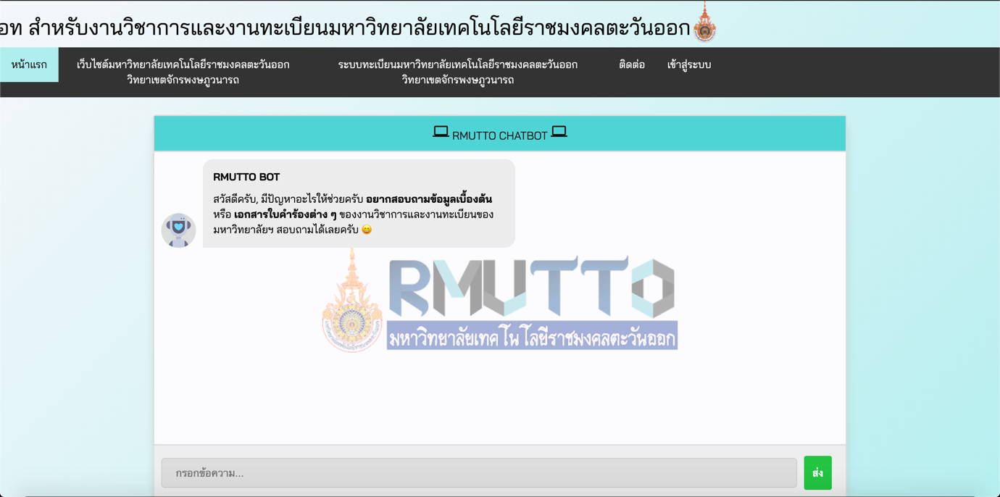 อท สำหรับงานวิชาการและงานทะเบียนมหาวิทยาลัยเทคโนโลยีราชมงคลตะวันออก
หน้าแรก
เว็บไซต์มหาวิทยาลัยเทคโนโลยีราชมงคลตะวันออก
วิทยาเขตจักรพงษภูวนารถ
ระบบทะเบียนมหาวิทยาลัยเทคโนโลยีราชมงคลตะวันออก
วิทยาเขตจักรพงษภูวนารถ
ติดต่อ
เข้าสู่ระบบ
RMUTTO CHATBOT
RMUTTO BOT
สวัสดีครับ, มีปัญหาอะไรให้ช่วยครับ อยากสอบถามข้อมูลเบื้องต้น
หรือ เอกสารใบคำร้องต่าง ๆ ของงานวิชาการและงานทะเบียนของ
มหาวิทยาลัยฯ สอบถามได้เลยครับ 😄
RMUTTO
มหาวิทยาลัยเทคโนโลยีราชมงคลตะวันออก
กรอกข้อความ...
ส่ง